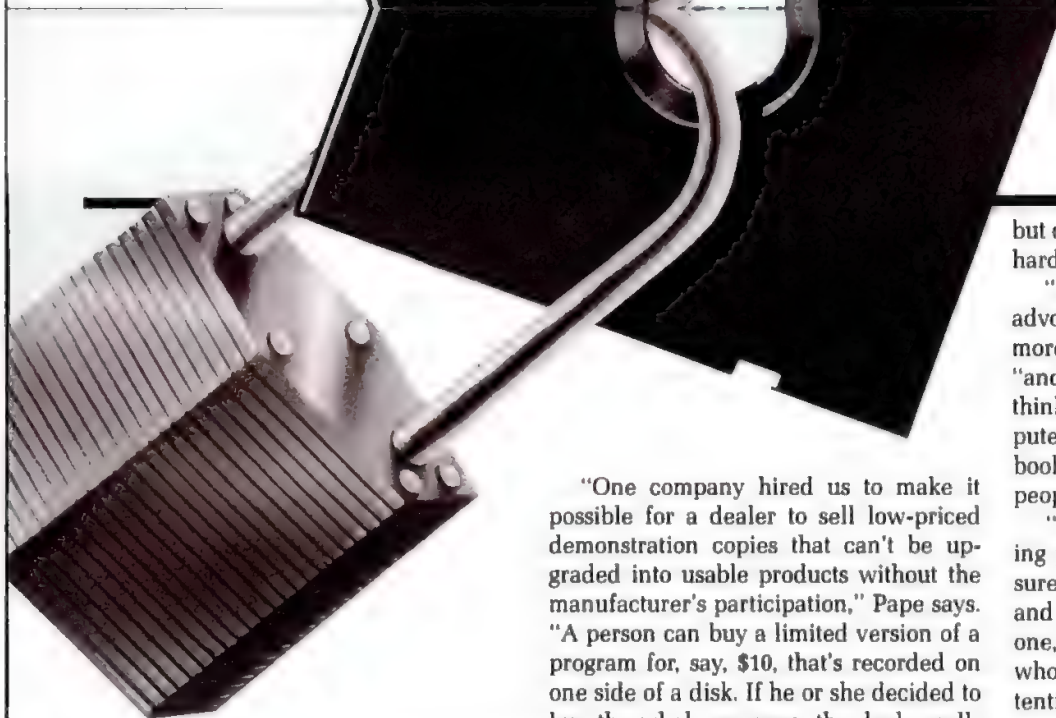 "One company hired us to make it
possible for a dealer to sell low-priced
demonstration copies that can't be up-
graded into usable products without the
manufacturer's participation," Pape says.
"A person can buy a limited version of a
program for, say, $10, that's recorded on
one side of a disk. If he or she decided to
but
hard
"
advo
more
"and
think
pute
book
peop
"
ing
sure
and
one,
who
tent